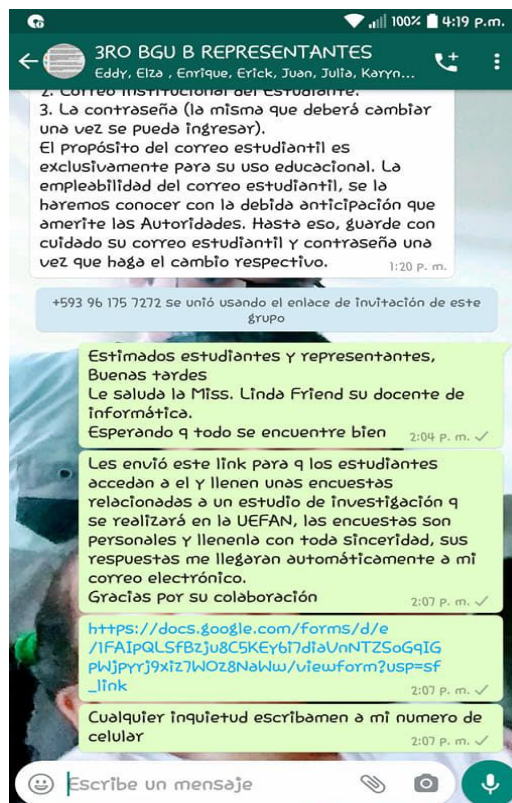 100% 4:19 P.m.
3RO BGU B REPRESENTANTES
Eddy, Elza , Enrique, Erick, Juan, Julia, Karyn...
2. Correo Institucional del Estudiante.
3. La contraseña (la misma que deberá cambiar
una vez se pueda ingresar).
El propósito del correo estudiantil es
exclusivamente para su uso educacional. La
empleabilidad del correo estudiantil, se la
haremos conocer con la debida anticipación que
amerite las Autoridades. Hasta eso, guarde con
cuidado su correo estudiantil y contraseña una
vez que haga el cambio respectivo.
1:20 P. m.
+593 96 175 7272 se unió usando el enlace de invitación de este
grupo
Estimados estudiantes y representantes,
Buenas tardes
Le saluda la Miss. Linda Friend su docente de
informática.
Esperando q todo se encuentre bien
2:04 P. m.
Les envió este link para q los estudiantes
accedan a el y llenen unas encuestas
relacionadas a un estudio de investigación q
se realizará en la UEFAN, las encuestas son
personales y llenenla con toda sinceridad, sus
respuestas me llegaran automáticamente a mi
correo electrónico.
Gracias por su colaboración
2:07 P. m.
https://docs.google.com/forms/d/e
/1FAIpQLSfBzju8C5KEy6i7diaUnNTZSoGqIG
pWjpyrj9xiz7WOz8NaWw/viewform?usp=sf
_link
2:07 P. m.
Cualquier inquietud escribamen a mi numero de
celular
2:07 P. m.
Escribe un mensaje